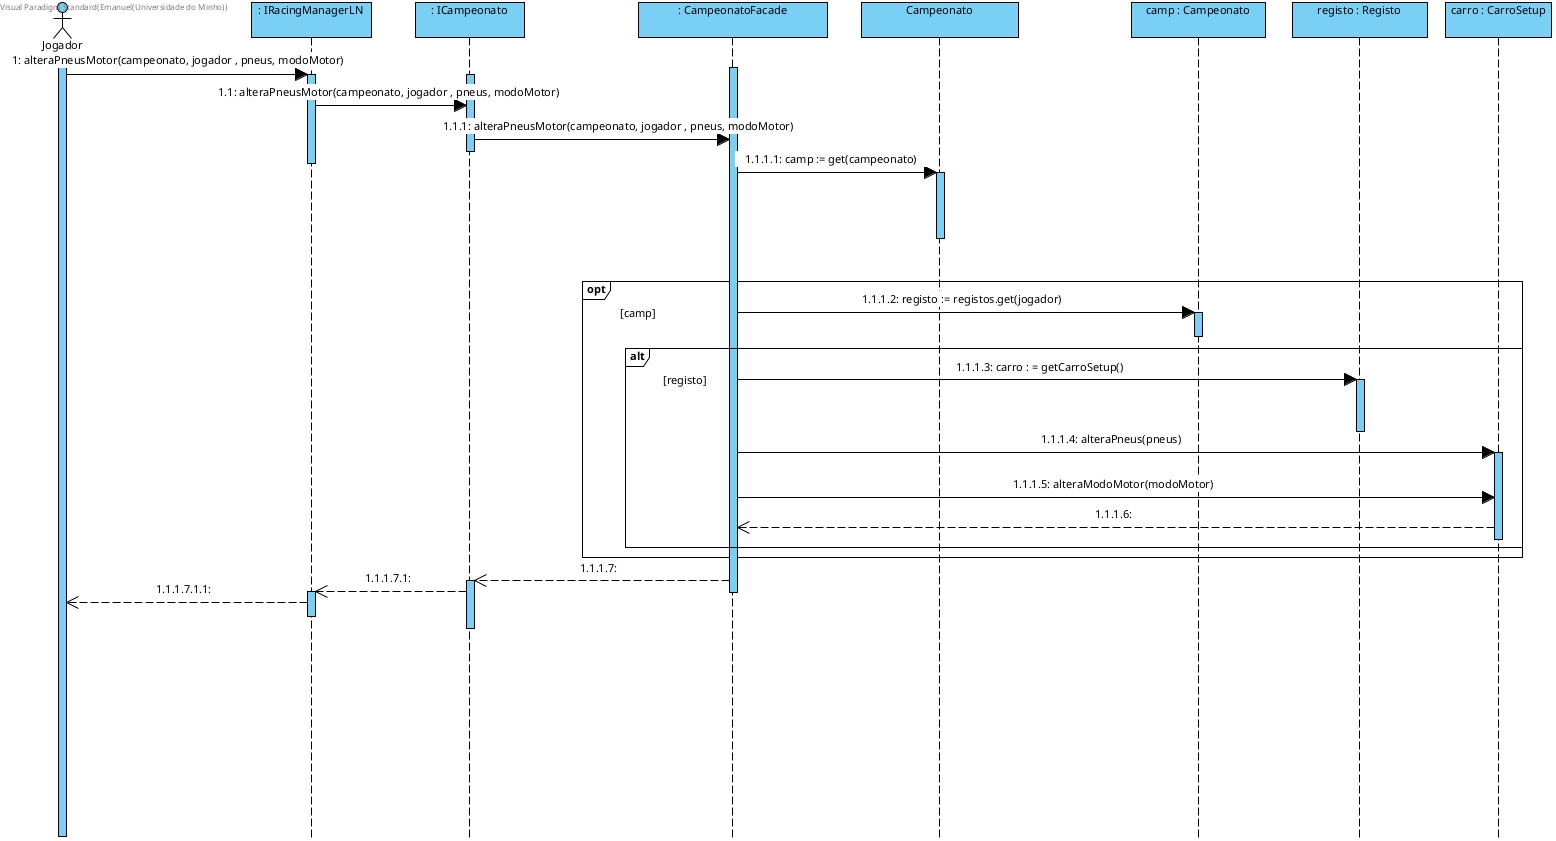 Visual Paradigm Standard(Emanuel(Universidade do Minho))
: IRacingManagerLN
: ICampeonato
: CampeonatoFacade
Campeonato
camp : Campeonato
registo : Registo
carro : CarroSetup
Jogador
1: alteraPneusMotor(campeonato, jogador , pneus, modoMotor)
1.1: alteraPneusMotor(campeonato, jogador , pneus, modoMotor)
1.1.1: alteraPneusMotor(campeonato, jogador , pneus, modoMotor)
1.1.1.1: camp := get(campeonato)
opt
1.1.1.2: registo := registos.get(jogador)
[camp]
alt
1.1.1.3: carro : = getCarroSetup()
[registo]
1.1.1.4: alteraPneus(pneus)
1.1.1.5: alteraModoMotor(modoMotor)
1.1.1.6:
1.1.1.7:
1.1.1.7.1:
1.1.1.7.1.1: